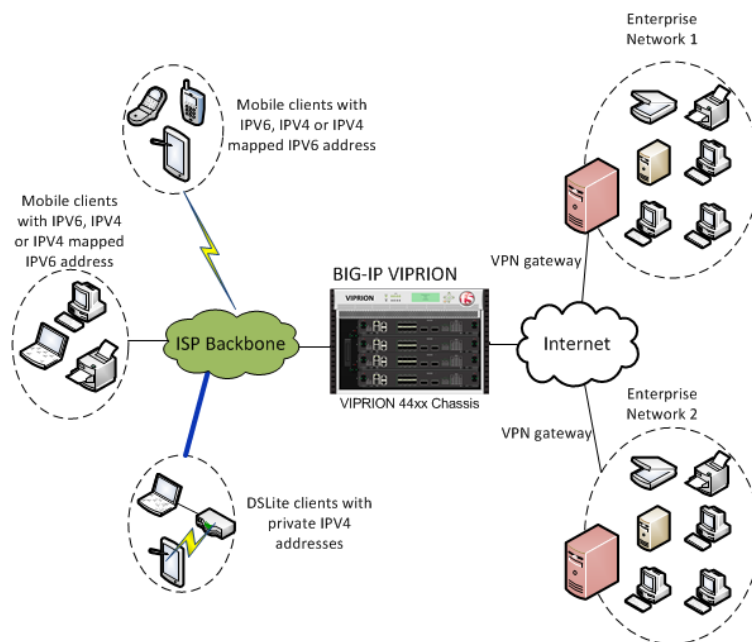 Enterprise
Network 1
Mobile clients with
IPV6, IPV4 or IPV4
mapped IPV6 address
Mobile clients
with IPV6, IPV4
or IPV4 mapped
IPV6 address
VPN gateway
BIG-IP VIPRION
VIPRION
f5
ISP Backbone
Internet
VIPRION 44xx Chassis
Enterprise
Network 2
VPN gateway
DSLite clients with
private IPV4
addresses